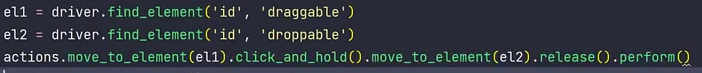 el1 = driver.find_element('id', 'draggable')
el2 = driver.find_element('id', 'droppable')
actions.move_to_element(el1).click_and_hold().move_to_element(el2).release().perform()